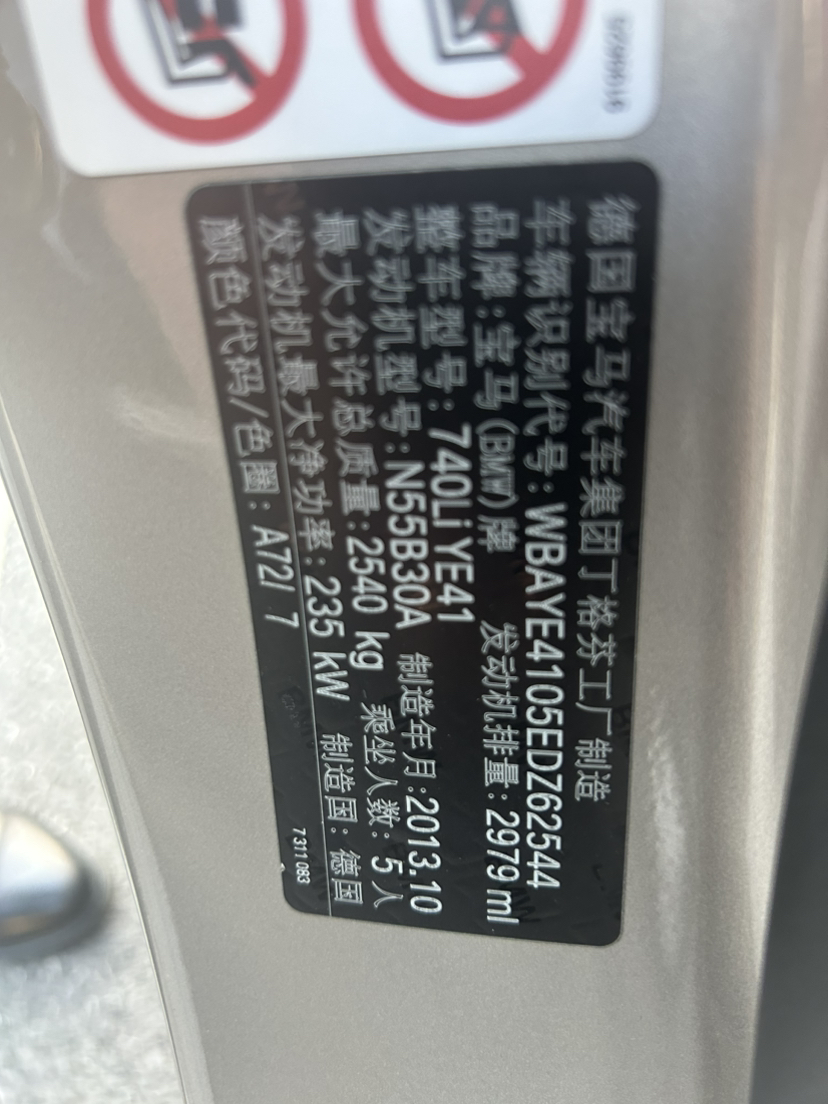 德国宝马汽车集团丁格芬工厂制造
车辆识别代号: WBAYE4105EDZ62544
品牌: 宝马(BMW)牌 发动机排量: 2979 ml
整车型号: 740Li YE41
发动机型号: N55B30A 制造年月: 2013.10
最大允许总质量: 2540 kg 乘坐人数: 5人
发动机最大净功率: 235 kW 制造国: 德国
颜色代码/色圈: A72/ 7
7311 083